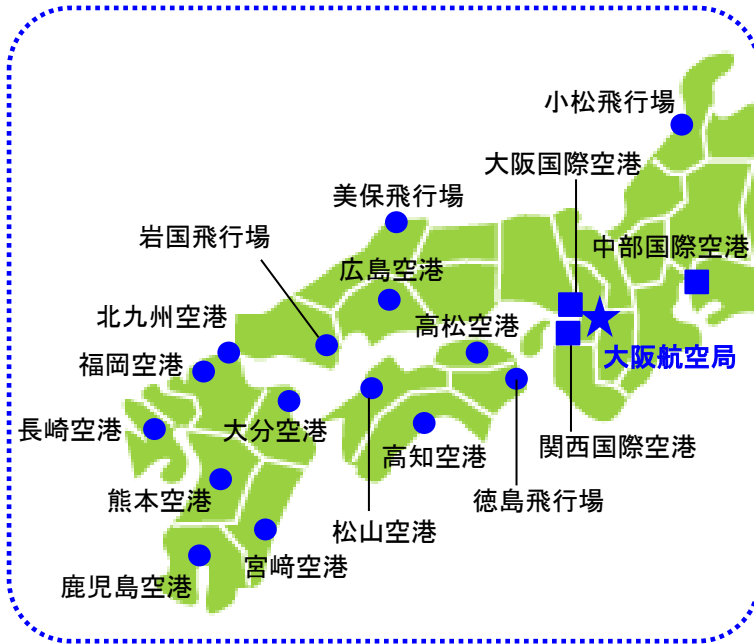 小松飛行場
大阪国際空港
美保飛行場
岩国飛行場
中部国際空港
広島空港
北九州空港
高松空港
福岡空港
大阪航空局
長崎空港
大分空港
高知空港
関西国際空港
熊本空港
徳島飛行場
松山空港
宮﨑空港
鹿児島空港